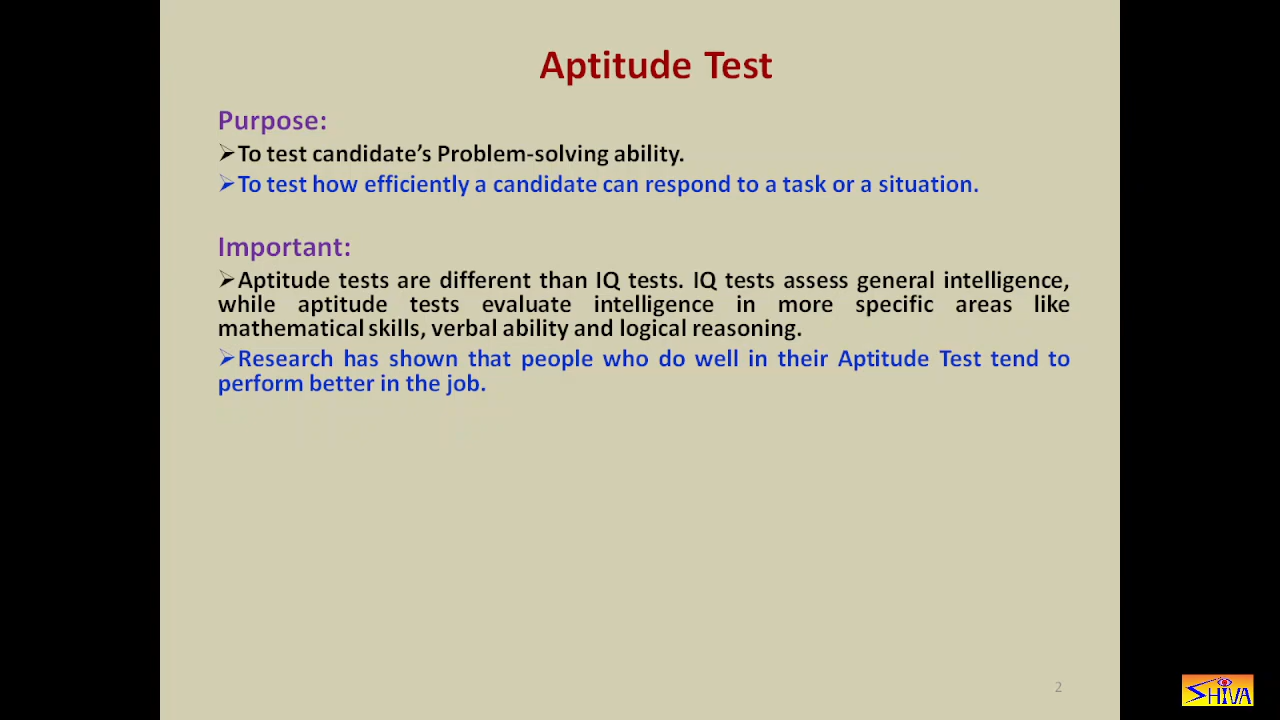 Aptitude Test
Purpose:
➢To test candidate’s Problem-solving ability.
➢To test how efficiently a candidate can respond to a task or a situation.
Important:
➢Aptitude tests are different than IQ tests. IQ tests assess general intelligence,
while aptitude tests evaluate intelligence in more specific areas like
mathematical skills, verbal ability and logical reasoning.
➢Research has shown that people who do well in their Aptitude Test tend to
perform better in the job.
2
SHIVA